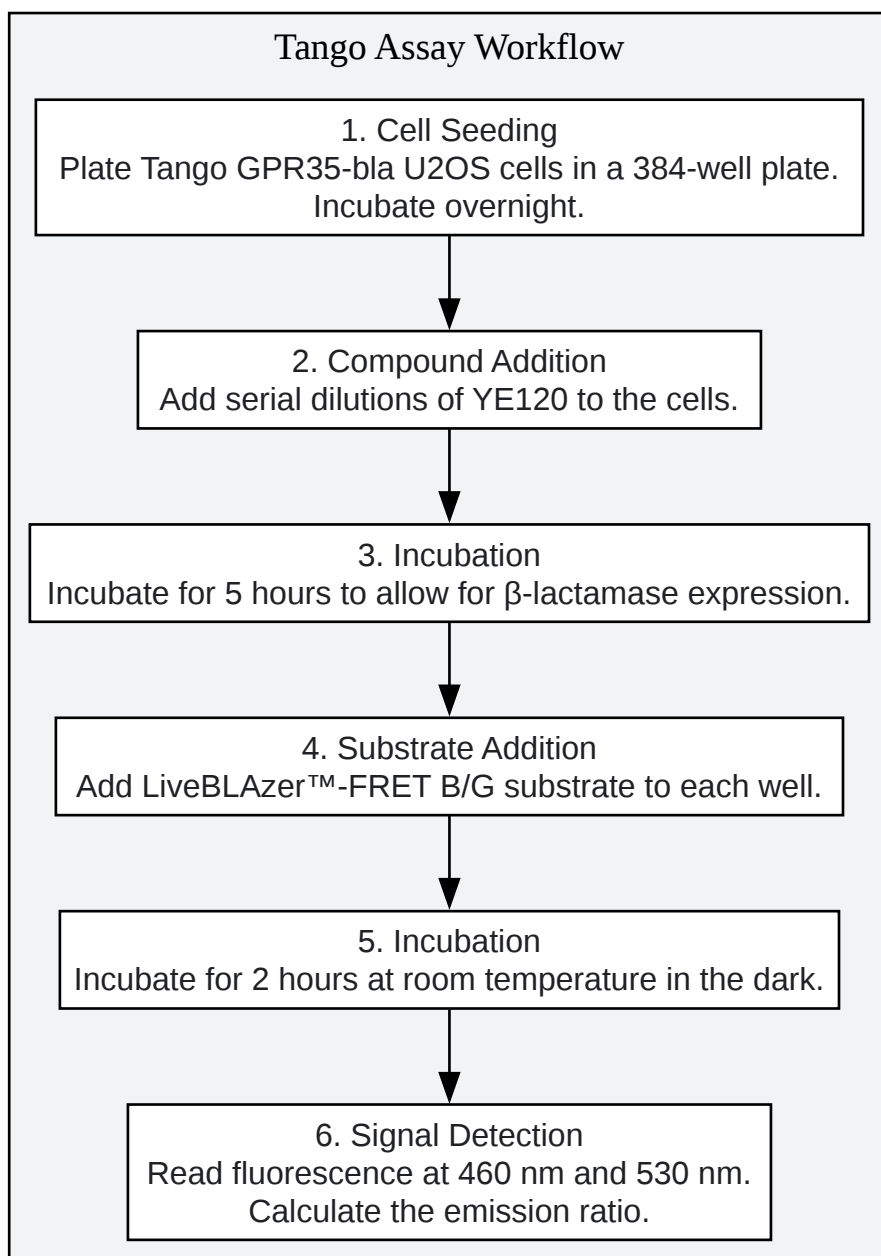 Tango Assay Workflow
1. Cell Seeding
Plate Tango GPR35-bla U2OS cells in a 384-well plate.
Incubate overnight.
2. Compound Addition
Add serial dilutions of YE120 to the cells.
3. Incubation
Incubate for 5 hours to allow for β-lactamase expression.
4. Substrate Addition
Add LiveBLAzer™-FRET B/G substrate to each well.
5. Incubation
Incubate for 2 hours at room temperature in the dark.
6. Signal Detection
Read fluorescence at 460 nm and 530 nm.
Calculate the emission ratio.